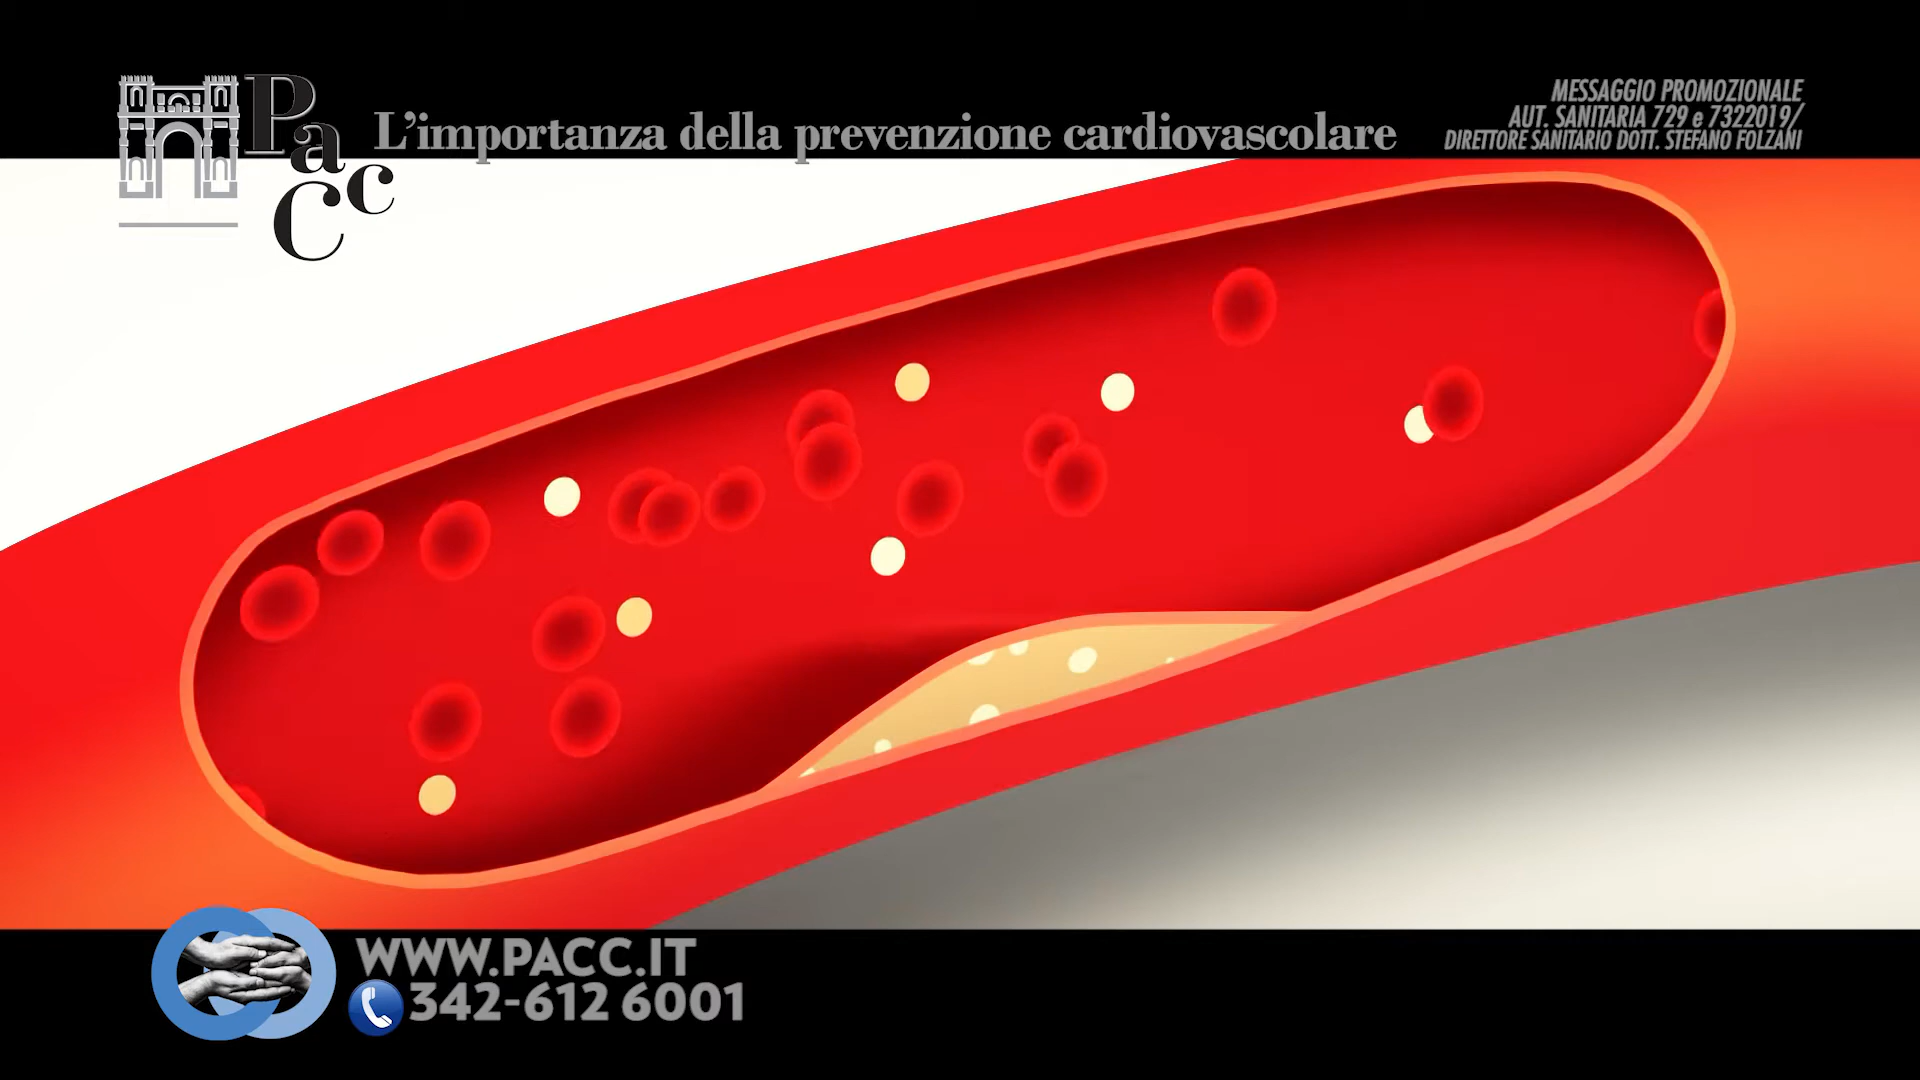 PaCC
L'importanza della prevenzione cardiovascolare
MESSAGGIO PROMOZIONALE
AUT. SANITARIA 729 e 7322019/
DIRETTORE SANITARIO DOTT. STEFANO FOLZANI
WWW.PACC.IT
342-612 6001